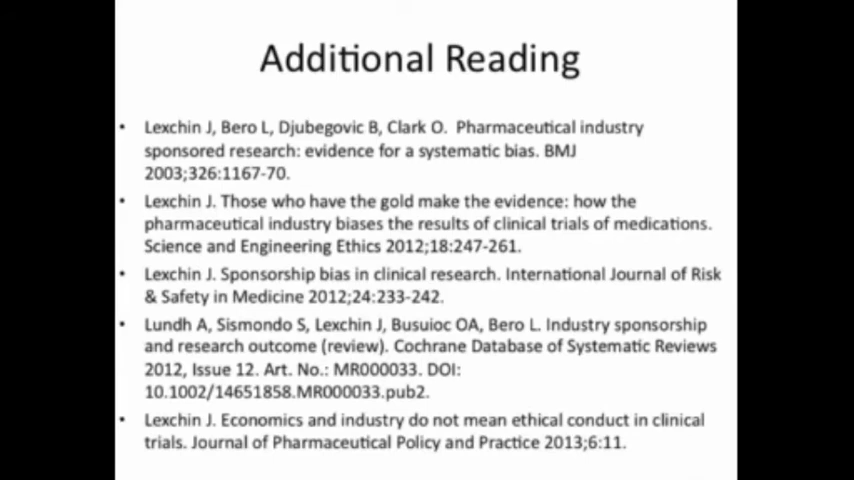 Additional Reading
• Lexchin J, Bero L, Djubegovic B, Clark O.  Pharmaceutical industry
sponsored research: evidence for a systematic bias. BMJ
2003;326:1167-70.
• Lexchin J. Those who have the gold make the evidence: how the
pharmaceutical industry biases the results of clinical trials of medications.
Science and Engineering Ethics 2012;18:247-261.
• Lexchin J. Sponsorship bias in clinical research. International Journal of Risk
& Safety in Medicine 2012;24:233-242.
• Lundh A, Sismondo S, Lexchin J, Busuioc OA, Bero L. Industry sponsorship
and research outcome (review). Cochrane Database of Systematic Reviews
2012, Issue 12. Art. No.: MR000033. DOI:
10.1002/14651858.MR000033.pub2.
• Lexchin J. Economics and industry do not mean ethical conduct in clinical
trials. Journal of Pharmaceutical Policy and Practice 2013;6:11.